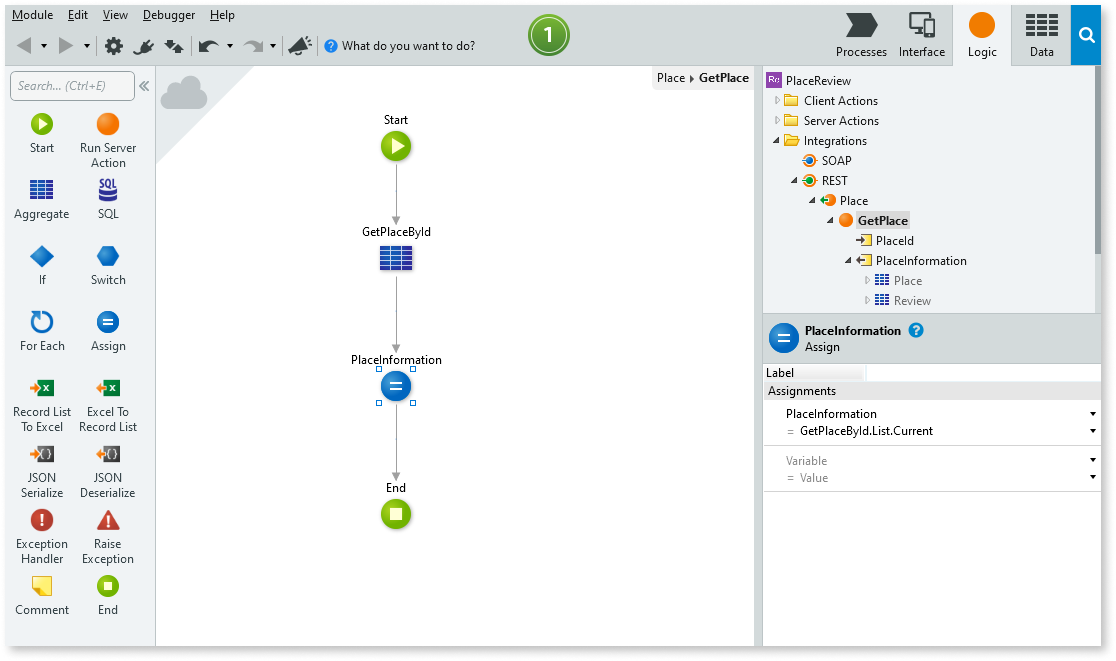 Module Edit View Debugger Help
What do you want to do?
1
Processes Interface Logic Data
Search... (Ctrl+E)
Start Run Server
Action
Aggregate SQL
SQL
If Switch
For Each Assign
Record List Excel To
To Excel Record List
JSON JSON
Serialize Deserialize
Exception Raise
Handler Exception
Comment End
Place GetPlace
Start
GetPlaceById
PlaceInformation
End
Re PlaceReview
Client Actions
Server Actions
Integrations
SOAP
REST
Place
GetPlace
PlaceId
PlaceInformation
Place
Review
PlaceInformation ?
Assign
Label
Assignments
PlaceInformation
= GetPlaceById.List.Current
Variable
= Value